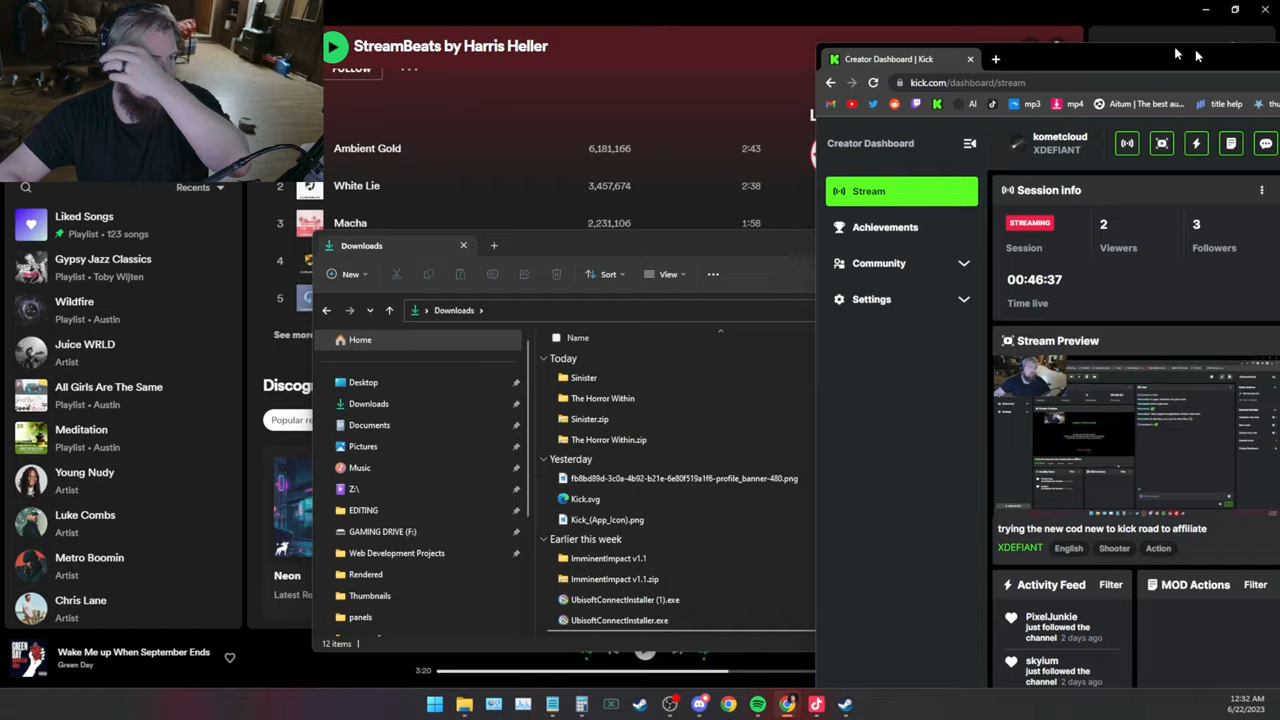 StreamBeats by Harris Heller
FOLLOW
Ambient Gold 6,181,166 2:43
2 White Lie 3,457,674 2:38
3 Macha 2,231,106 1:58
4
5
See more
Popular re
Neon
Latest Re
Recents
Liked Songs
Playlist • 123 songs
Gypsy Jazz Classics
Playlist • Toby Wijten
Wildfire
Playlist • Austin
Juice WRLD
Artist
All Girls Are The Same
Playlist • Austin
Meditation
Playlist • Austin
Young Nudy
Artist
Luke Combs
Artist
Metro Boomin
Artist
Chris Lane
Artist
Wake Me up When September Ends
Green Day
3:20
Downloads
New
Sort
View
Downloads
Home
Desktop
Downloads
Documents
Pictures
Music
Z:\
EDITING
GAMING DRIVE (F:)
Web Development Projects
Rendered
Thumbnails
panels
12 items
Name
Today
Sinister
The Horror Within
Sinister.zip
The Horror Within.zip
Yesterday
fb8bd89d-3c0a-4b92-b21e-6e80f519a1f6-profile_banner-480.png
Kick.svg
Kick_(App_Icon).png
Earlier this week
ImminentImpact v1.1
ImminentImpact v1.1.zip
UbisoftConnectInstaller (1).exe
UbisoftConnectInstaller.exe
Creator Dashboard | Kick
kick.com/dashboard/stream
AI mp3 mp4 Aitum | The best au... title help thu
Creator Dashboard
Stream
Achievements
Community
Settings
kometcloud
XDEFIANT
Session info
STREAMING 2 3
Session Viewers Followers
00:46:37
Time live
Stream Preview
trying the new cod new to kick road to affiliate
XDEFIANT English Shooter Action
Activity Feed Filter
PixelJunkie
just followed the
channel 2 days ago
skyium
just followed the
channel 2 days ago
MOD Actions Filter
12:32 AM
6/22/2023